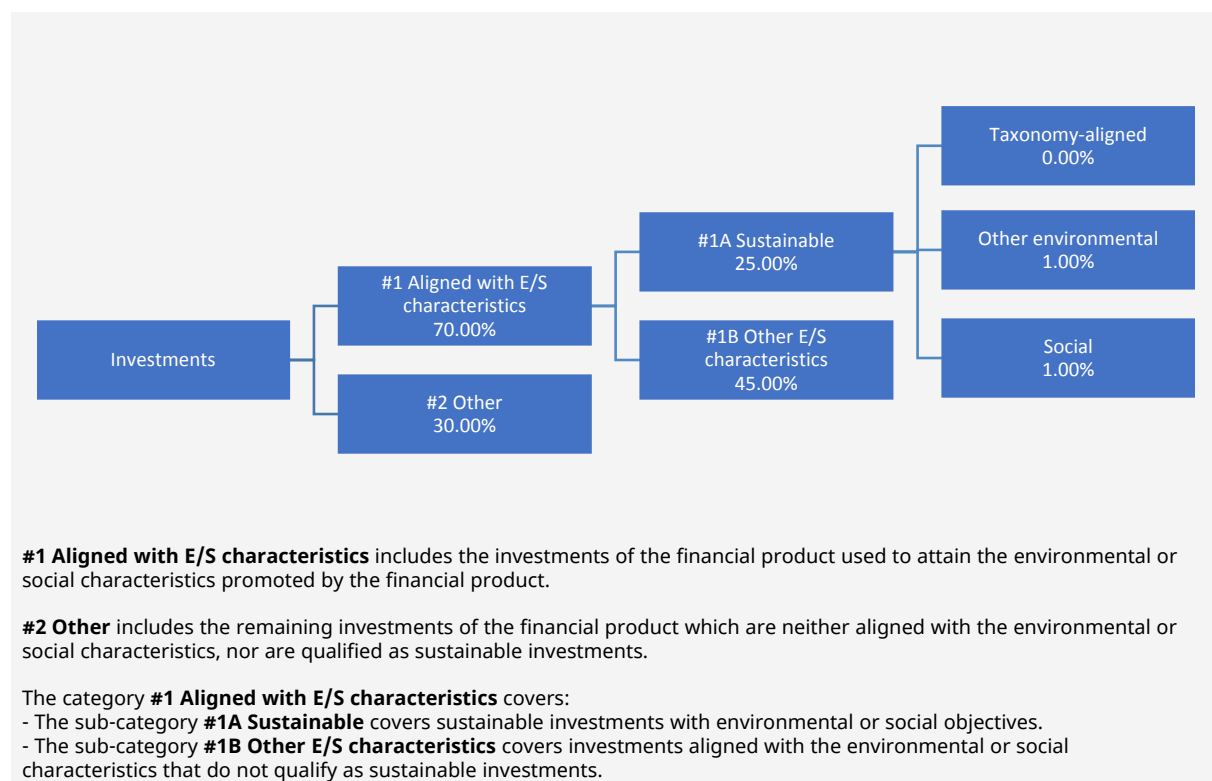 Taxonomy-aligned
0.00%
#1A Sustainable
25.00%
Other environmental
1.00%
#1 Aligned with E/S
characteristics
70.00%
Investments
#1B Other E/S
characteristics
45.00%
Social
1.00%
#2 Other
30.00%
#1 Aligned with E/S characteristics includes the investments of the financial product used to attain the environmental or
social characteristics promoted by the financial product.
#2 Other includes the remaining investments of the financial product which are neither aligned with the environmental or
social characteristics, nor are qualified as sustainable investments.
The category #1 Aligned with E/S characteristics covers:
- The sub-category #1A Sustainable covers sustainable investments with environmental or social objectives.
- The sub-category #1B Other E/S characteristics covers investments aligned with the environmental or social
characteristics that do not qualify as sustainable investments.